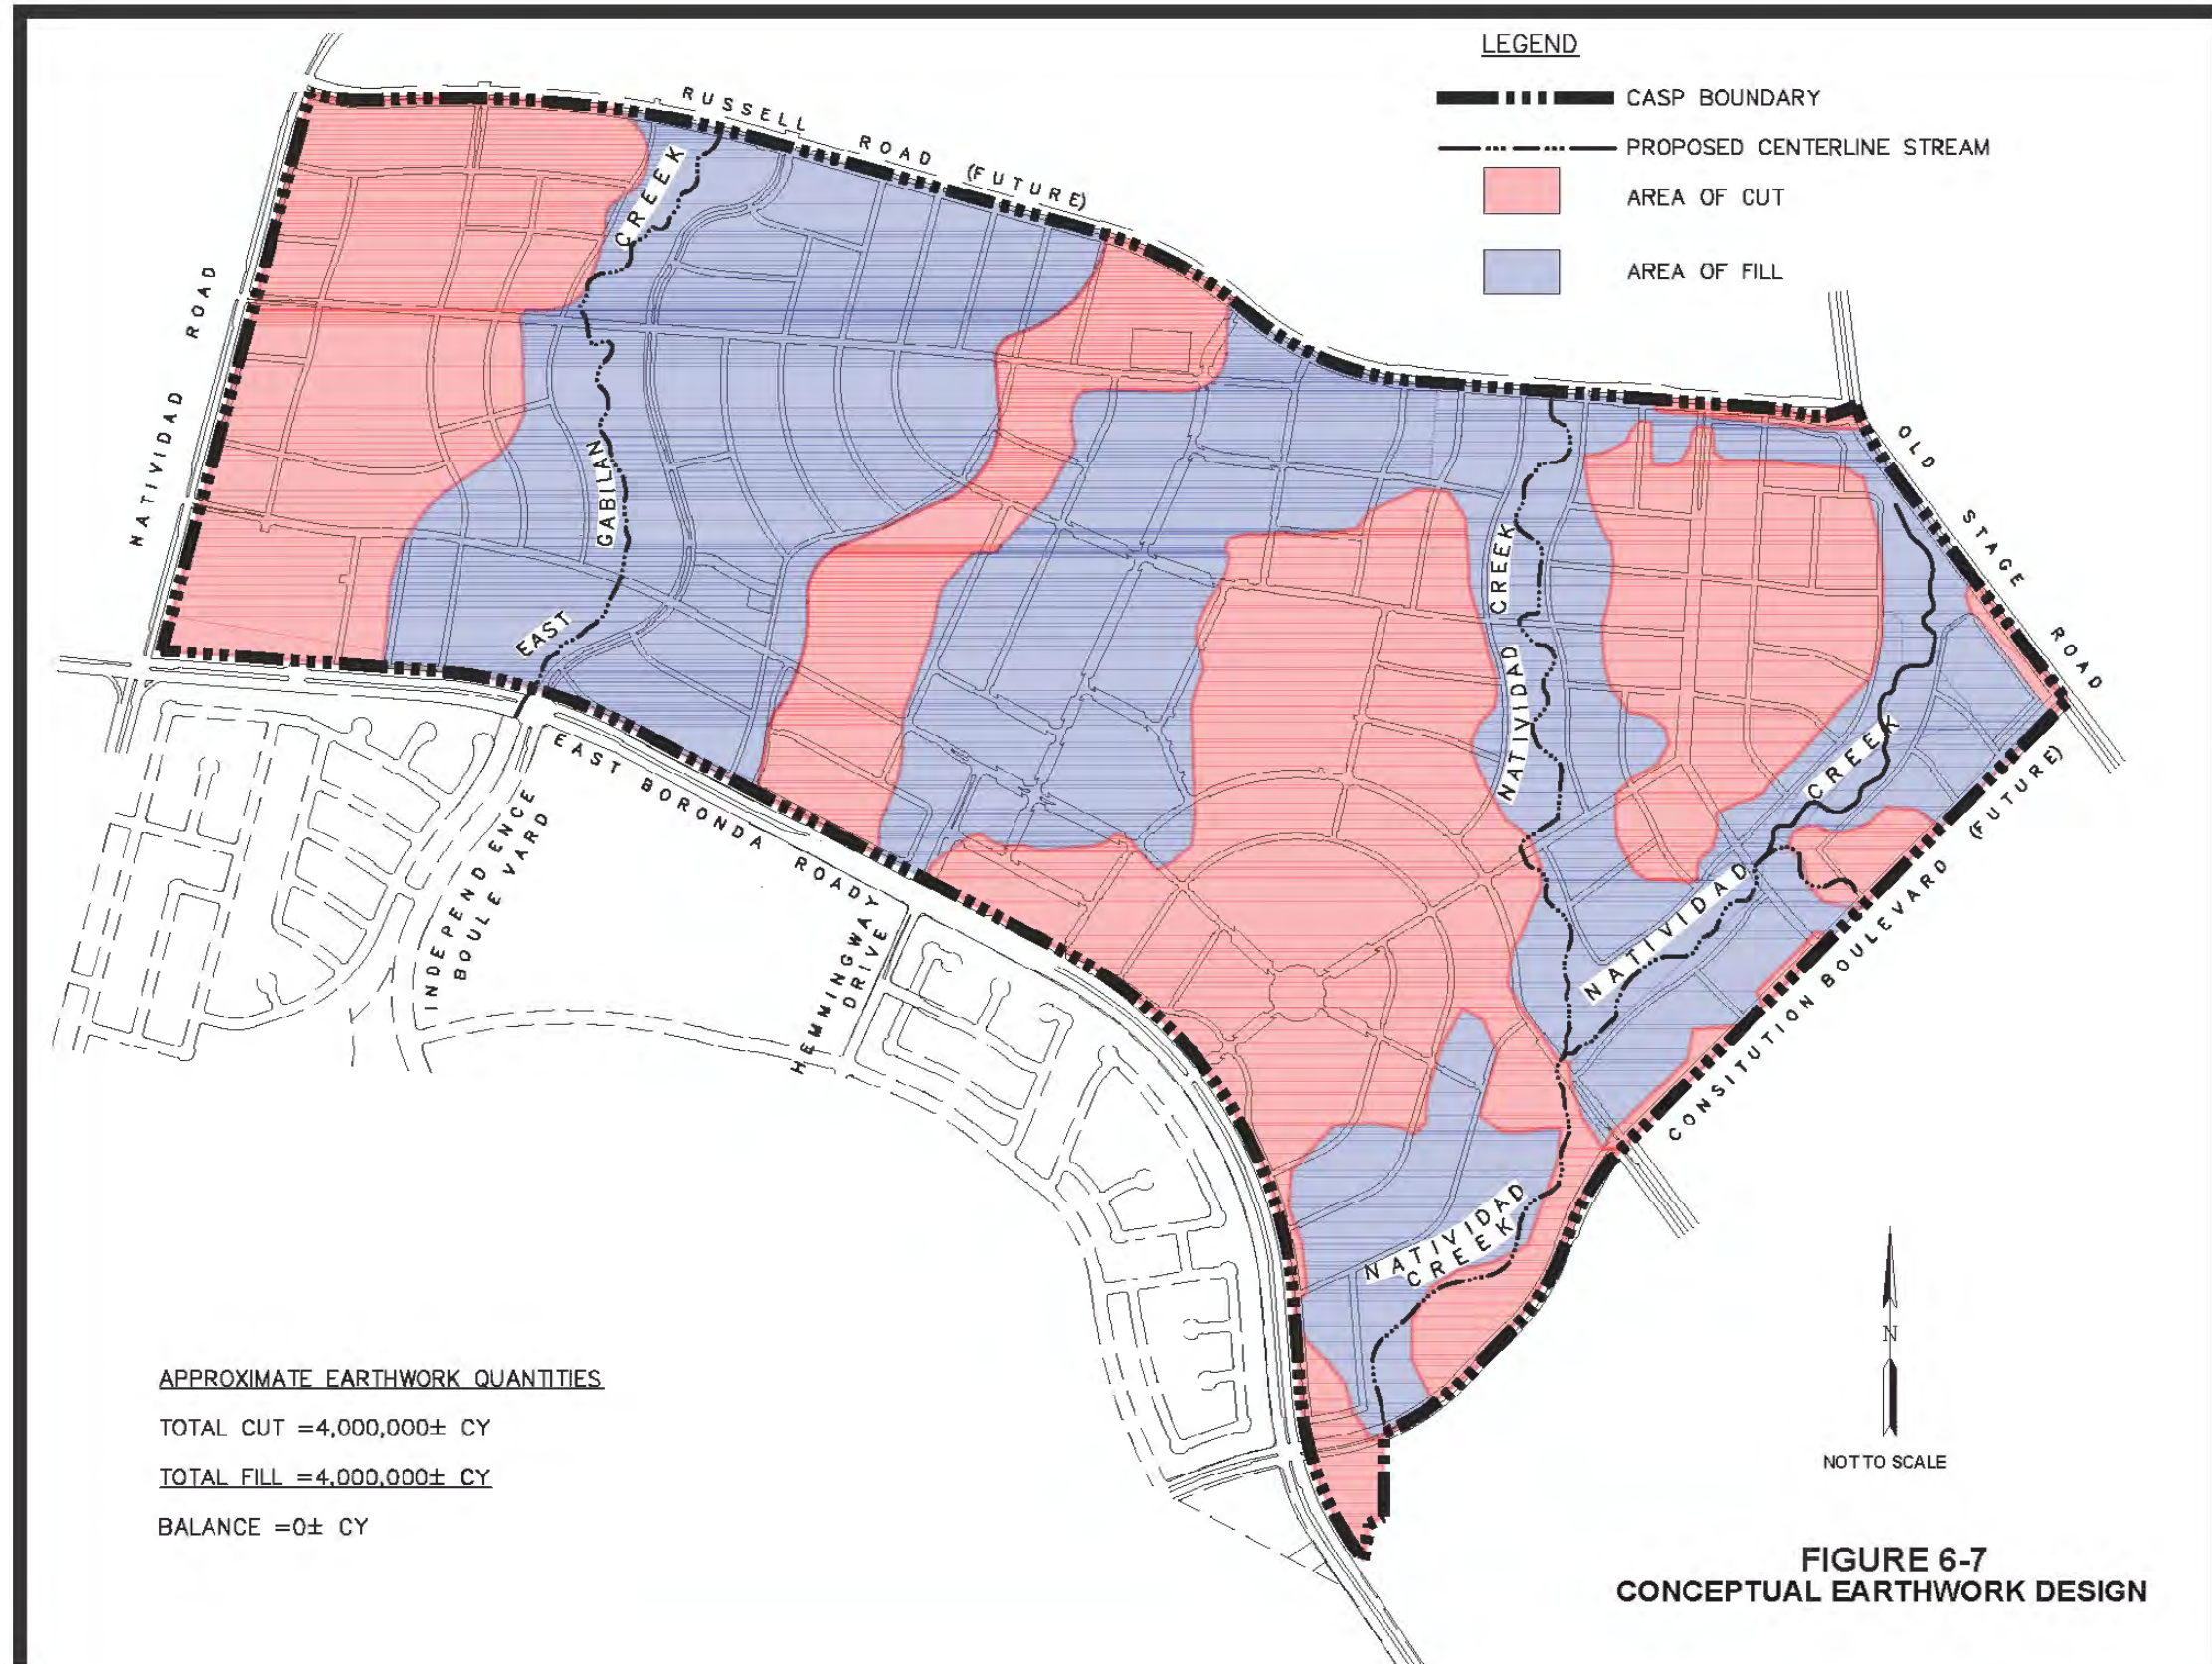 LEGEND
CASP BOUNDARY
PROPOSED CENTERLINE STREAM
AREA OF CUT
AREA OF FILL
RUSSELL ROAD (FUTURE)
NATIVIDAD ROAD
EAST GABILAN CREEK
NATIVIDAD CREEK
NATIVIDAD CREEK
NATIVIDAD
CREEK
OLD STAGE ROAD
CONSITUTION BOULEVARD (FUTURE)
EAST BORONDA ROADY
INDEPENDENCE
BOULEVARD
HEMMINGWAY
DRIVE
N
NOT TO SCALE
APPROXIMATE EARTHWORK QUANTITIES
TOTAL CUT =4,000,000± CY
TOTAL FILL =4,000,000± CY
BALANCE =0± CY
FIGURE 6-7
CONCEPTUAL EARTHWORK DESIGN